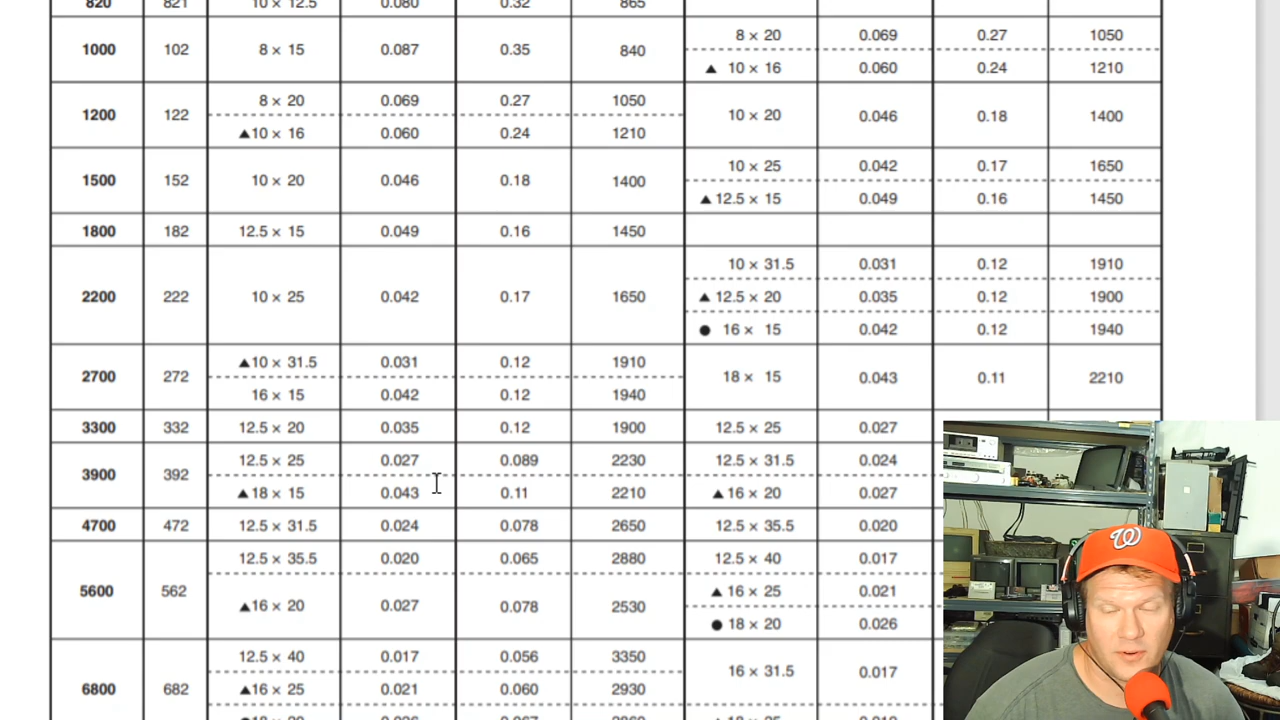 820 821 10 × 12.5 0.080 0.32 865
1000 102 8 × 15 0.087 0.35 840 8 × 20 0.069 0.27 1050
▲ 10 × 16 0.060 0.24 1210
1200 122 8 × 20 0.069 0.27 1050 10 × 20 0.046 0.18 1400
▲10 × 16 0.060 0.24 1210
1500 152 10 × 20 0.046 0.18 1400 10 × 25 0.042 0.17 1650
▲ 12.5 × 15 0.049 0.16 1450
1800 182 12.5 × 15 0.049 0.16 1450
2200 222 10 × 25 0.042 0.17 1650 10 × 31.5 0.031 0.12 1910
▲ 12.5 × 20 0.035 0.12 1900
● 16 × 15 0.042 0.12 1940
2700 272 ▲10 × 31.5 0.031 0.12 1910 18 × 15 0.043 0.11 2210
16 × 15 0.042 0.12 1940
3300 332 12.5 × 20 0.035 0.12 1900 12.5 × 25 0.027
3900 392 12.5 × 25 0.027 0.089 2230 12.5 × 31.5 0.024
▲ 18 × 15 0.043 0.11 2210 ▲ 16 × 20 0.027
4700 472 12.5 × 31.5 0.024 0.078 2650 12.5 × 35.5 0.020
5600 562 12.5 × 35.5 0.020 0.065 2880 12.5 × 40 0.017
▲16 × 20 0.027 0.078 2530 ▲ 16 × 25 0.021
● 18 × 20 0.026
6800 682 12.5 × 40 0.017 0.056 3350 16 × 31.5 0.017
▲16 × 25 0.021 0.060 2930
W